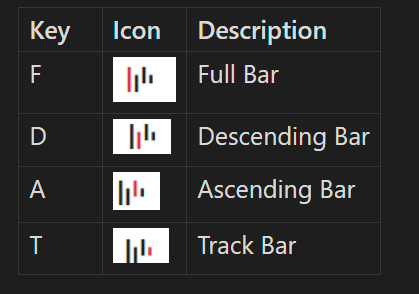 Key Icon Description
F Full Bar
D Descending Bar
A Ascending Bar
T Track Bar